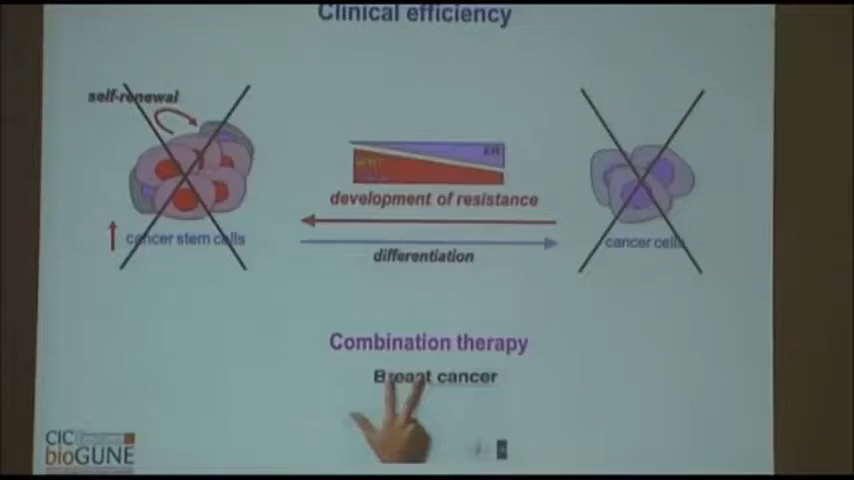 Clinical efficiency
self-renewal
ER
development of resistance
cancer stem cells
cancer cells
differentiation
Combination therapy
Breast cancer
CIC
bioGUNE